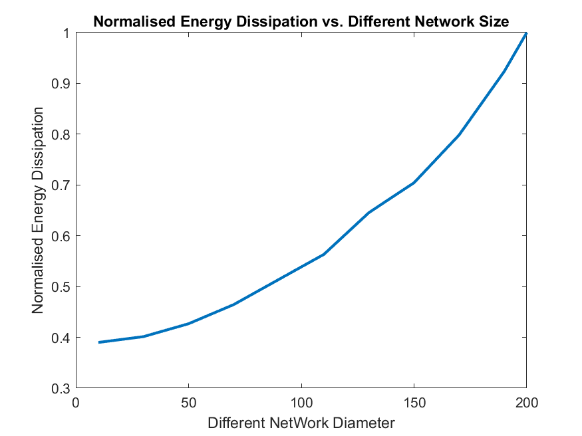 Normalised Energy Dissipation vs. Different Network Size
1
0.9
0.8
0.7
0.6
0.5
0.4
0.3
Normalised Energy Dissipation
0 50 100 150 200
Different NetWork Diameter